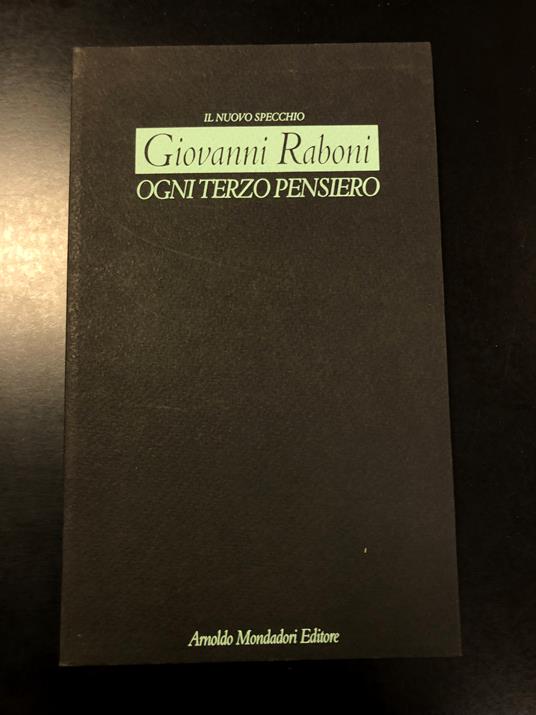 IL NUOVO SPECCHIO
Giovanni Raboni
OGNI TERZO PENSIERO
Arnoldo Mondadori Editore